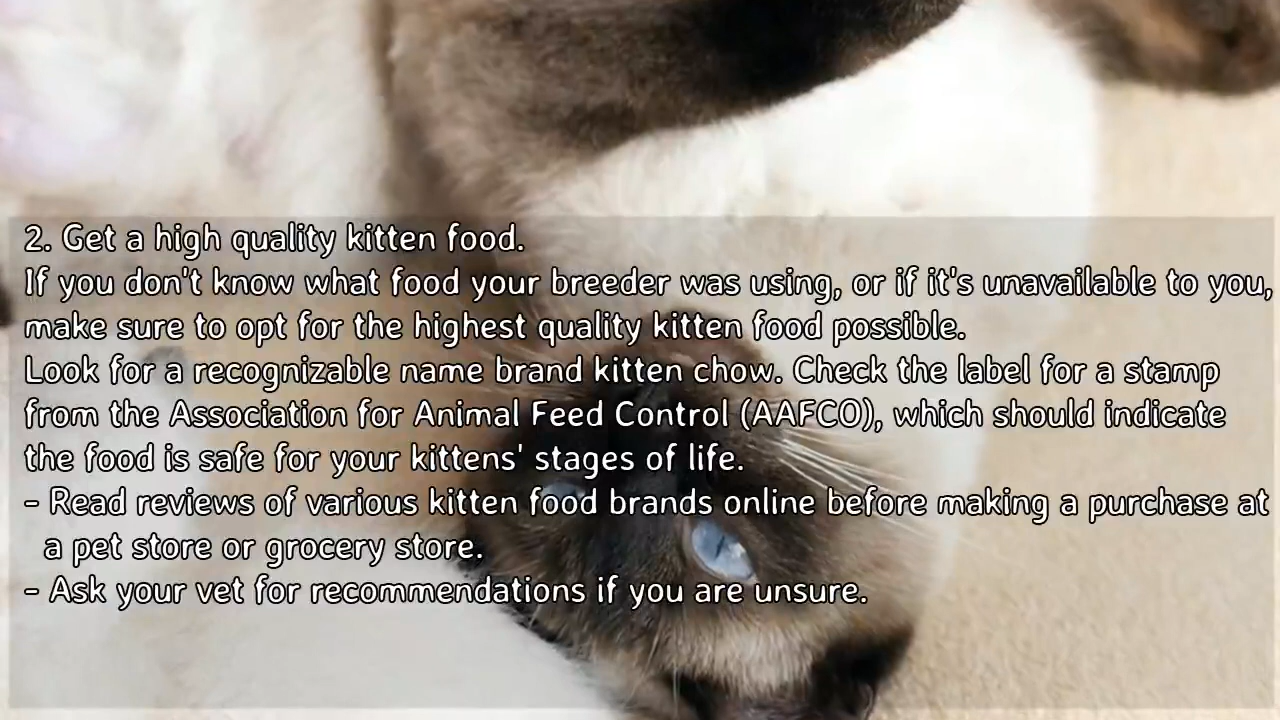 2. Get a high quality kitten food.
If you don't know what food your breeder was using, or if it's unavailable to you,
make sure to opt for the highest quality kitten food possible.
Look for a recognizable name brand kitten chow. Check the label for a stamp
from the Association for Animal Feed Control (AAFCO), which should indicate
the food is safe for your kittens' stages of life.
- Read reviews of various kitten food brands online before making a purchase at
a pet store or grocery store.
- Ask your vet for recommendations if you are unsure.